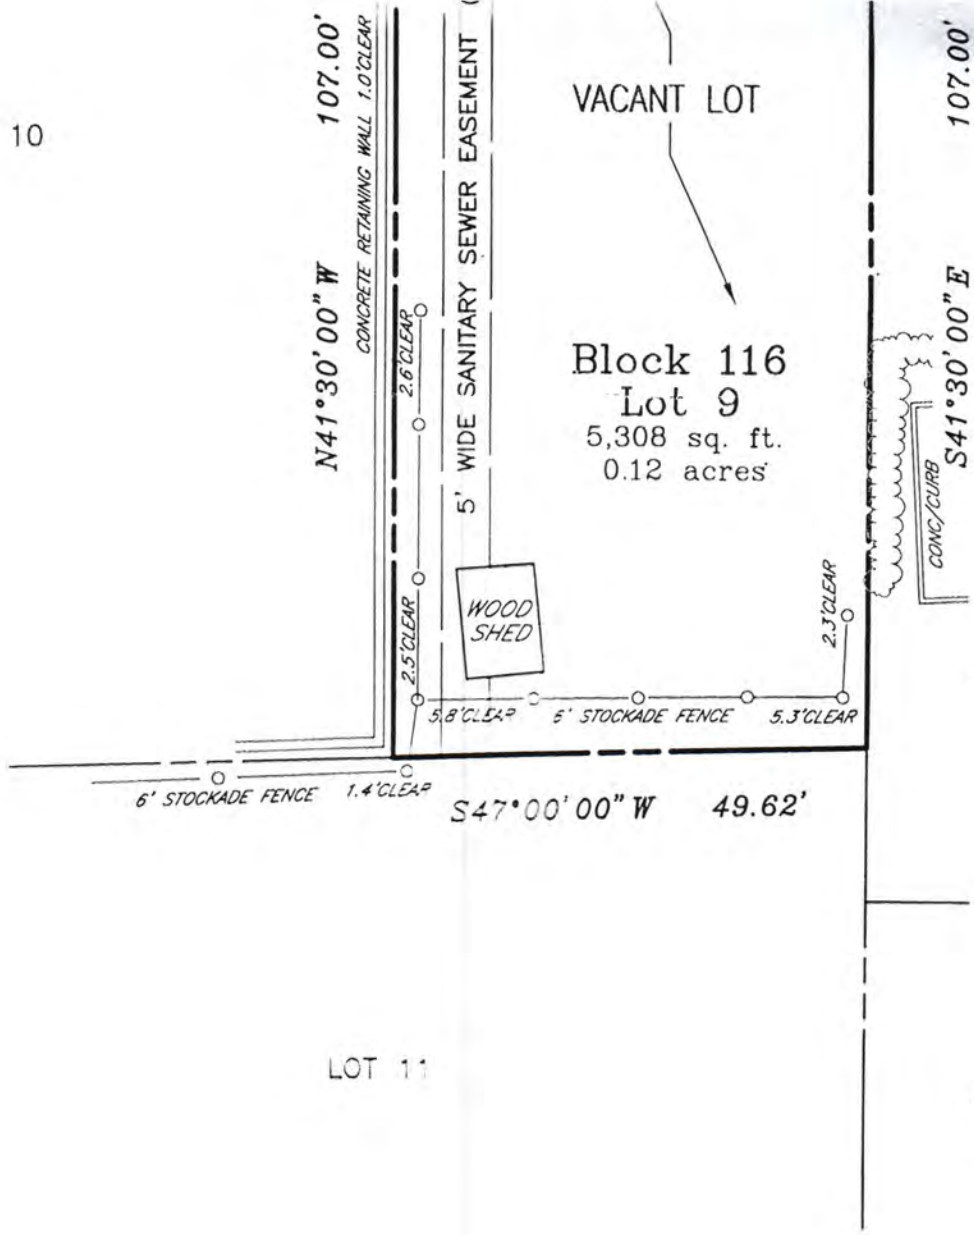 10
N41°30'00" W 107.00'
CONCRETE RETAINING WALL 1.0'CLEAR
5' WIDE SANITARY SEWER EASEMENT (
VACANT LOT
S41°30'00" E 107.00'
2.6'CLEAR
Block 116
Lot 9
5,308 sq. ft.
0.12 acres
CONC/CURB
WOOD
SHED
2.5'CLEAR
2.3'CLEAR
5.8'CLEAR
6' STOCKADE FENCE
5.3'CLEAR
6' STOCKADE FENCE
1.4'CLEAR
S47°00'00" W 49.62'
LOT 11